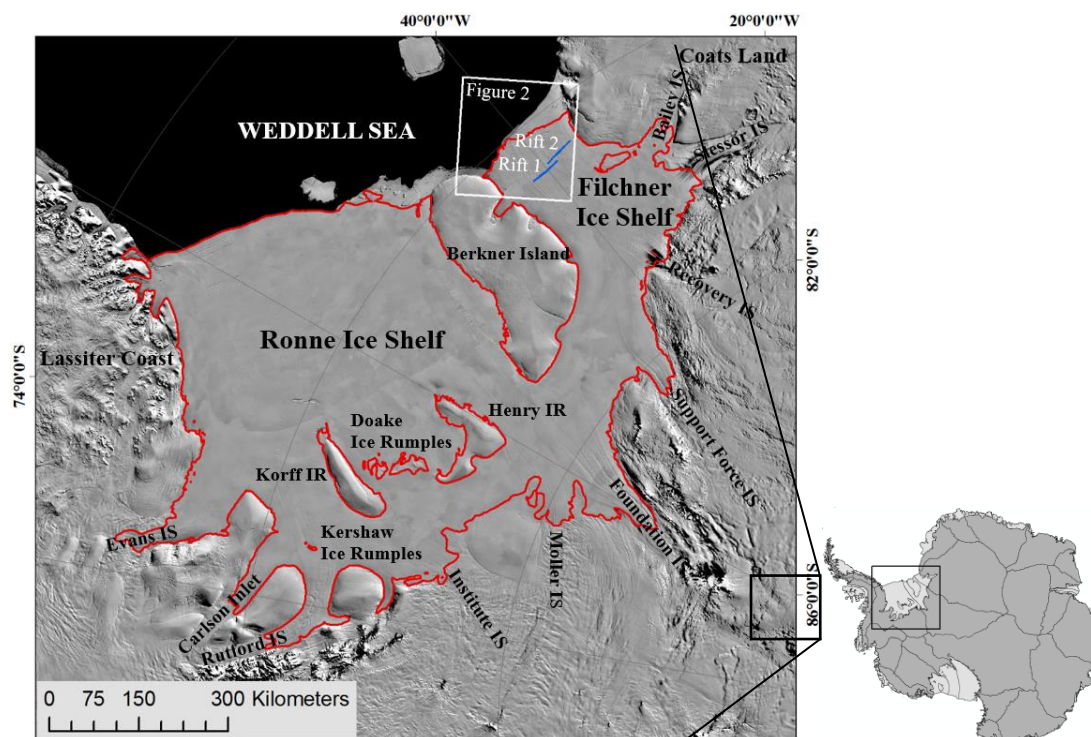 40°0'0"W
20°0'0"W
Coats Land
Figure 2
Bailey IS
WEDDELL SEA
Rift 2
Slessor IS
Rift 1
Filchner
Ice Shelf
Berkner Island
82°0'0"S
Recovery IS
Ronne Ice Shelf
Lassiter Coast
74°0'0"S
Henry IR
Doake
Ice Rumples
Support Force IS
Korff IR
Foundation IS
Evans IS
Kershaw
Ice Rumples
Moller IS
Institute IS
Carlson Inlet
86°0'0"S
Rutford IS
0 75 150 300 Kilometers